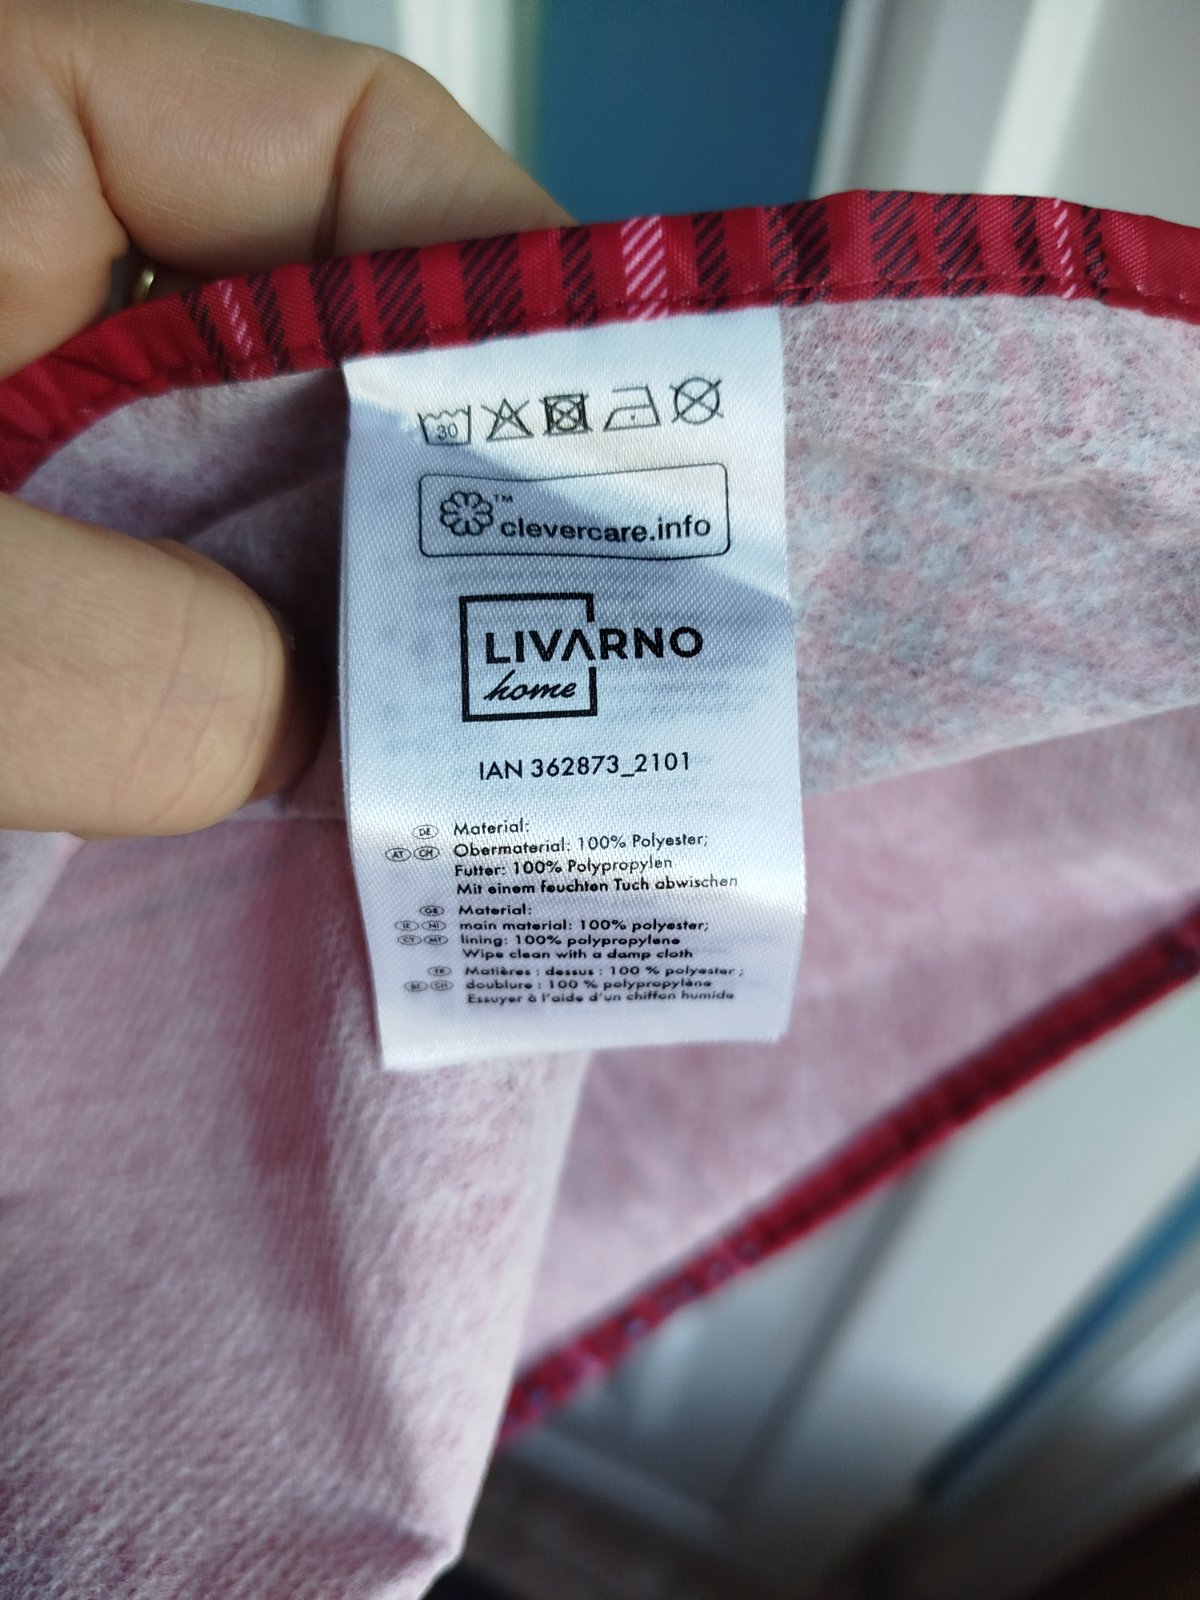 30
™
clevercare.info
LIVARNO
home
IAN 362873_2101
DE Material:
AT CH Obermaterial: 100% Polyester;
Futter: 100% Polypropylen
Mit einem feuchten Tuch abwischen
GB Material:
IE NI main material: 100% polyester;
CY MT lining: 100% polypropylene
Wipe clean with a damp cloth
Matières : dessus : 100 % polyester ;
BE CH doublure : 100 % polypropylène
Essuyer à l'aide d'un chiffon humide